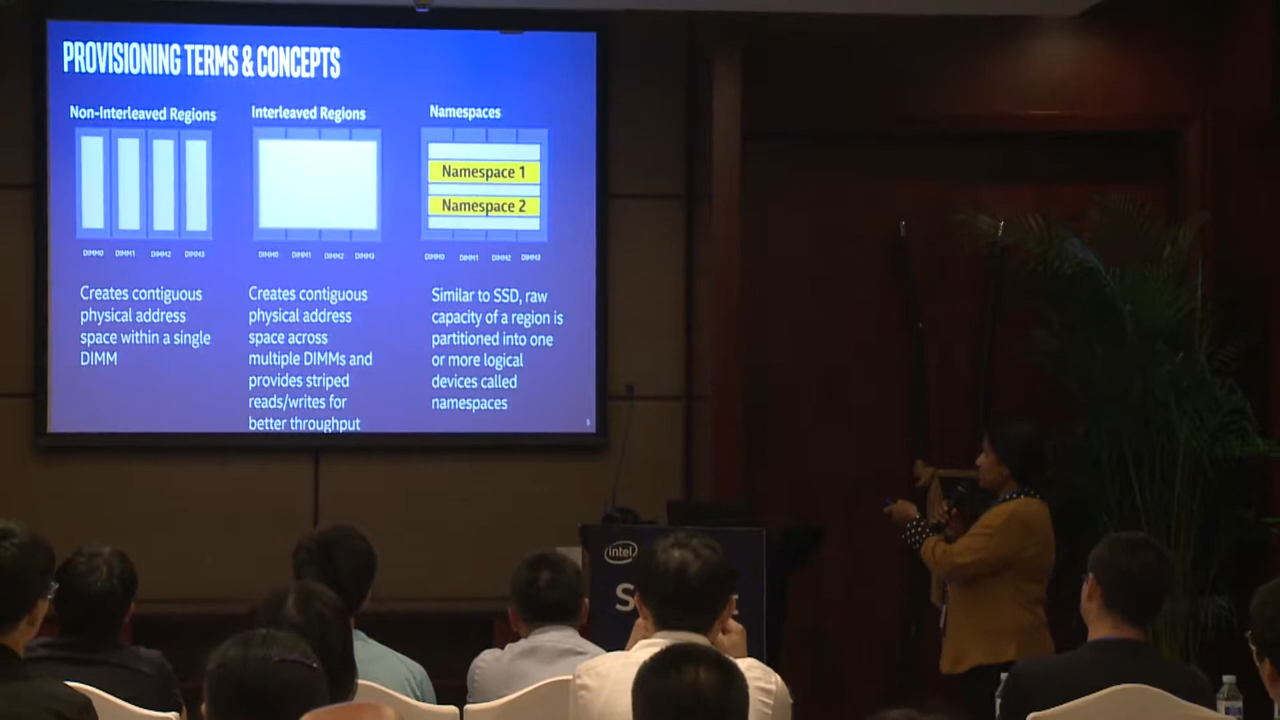 PROVISIONING TERMS & CONCEPTS
Non-Interleaved Regions
DIMM0 DIMM1 DIMM2 DIMM3
Creates contiguous
physical address
space within a single
DIMM
Interleaved Regions
DIMM0 DIMM1 DIMM2 DIMM3
Creates contiguous
physical address
space across
multiple DIMMs and
provides striped
reads/writes for
better throughput
Namespaces
Namespace 1
Namespace 2
DIMM0 DIMM1 DIMM2 DIMM3
Similar to SSD, raw
capacity of a region is
partitioned into one
or more logical
devices called
namespaces
intel